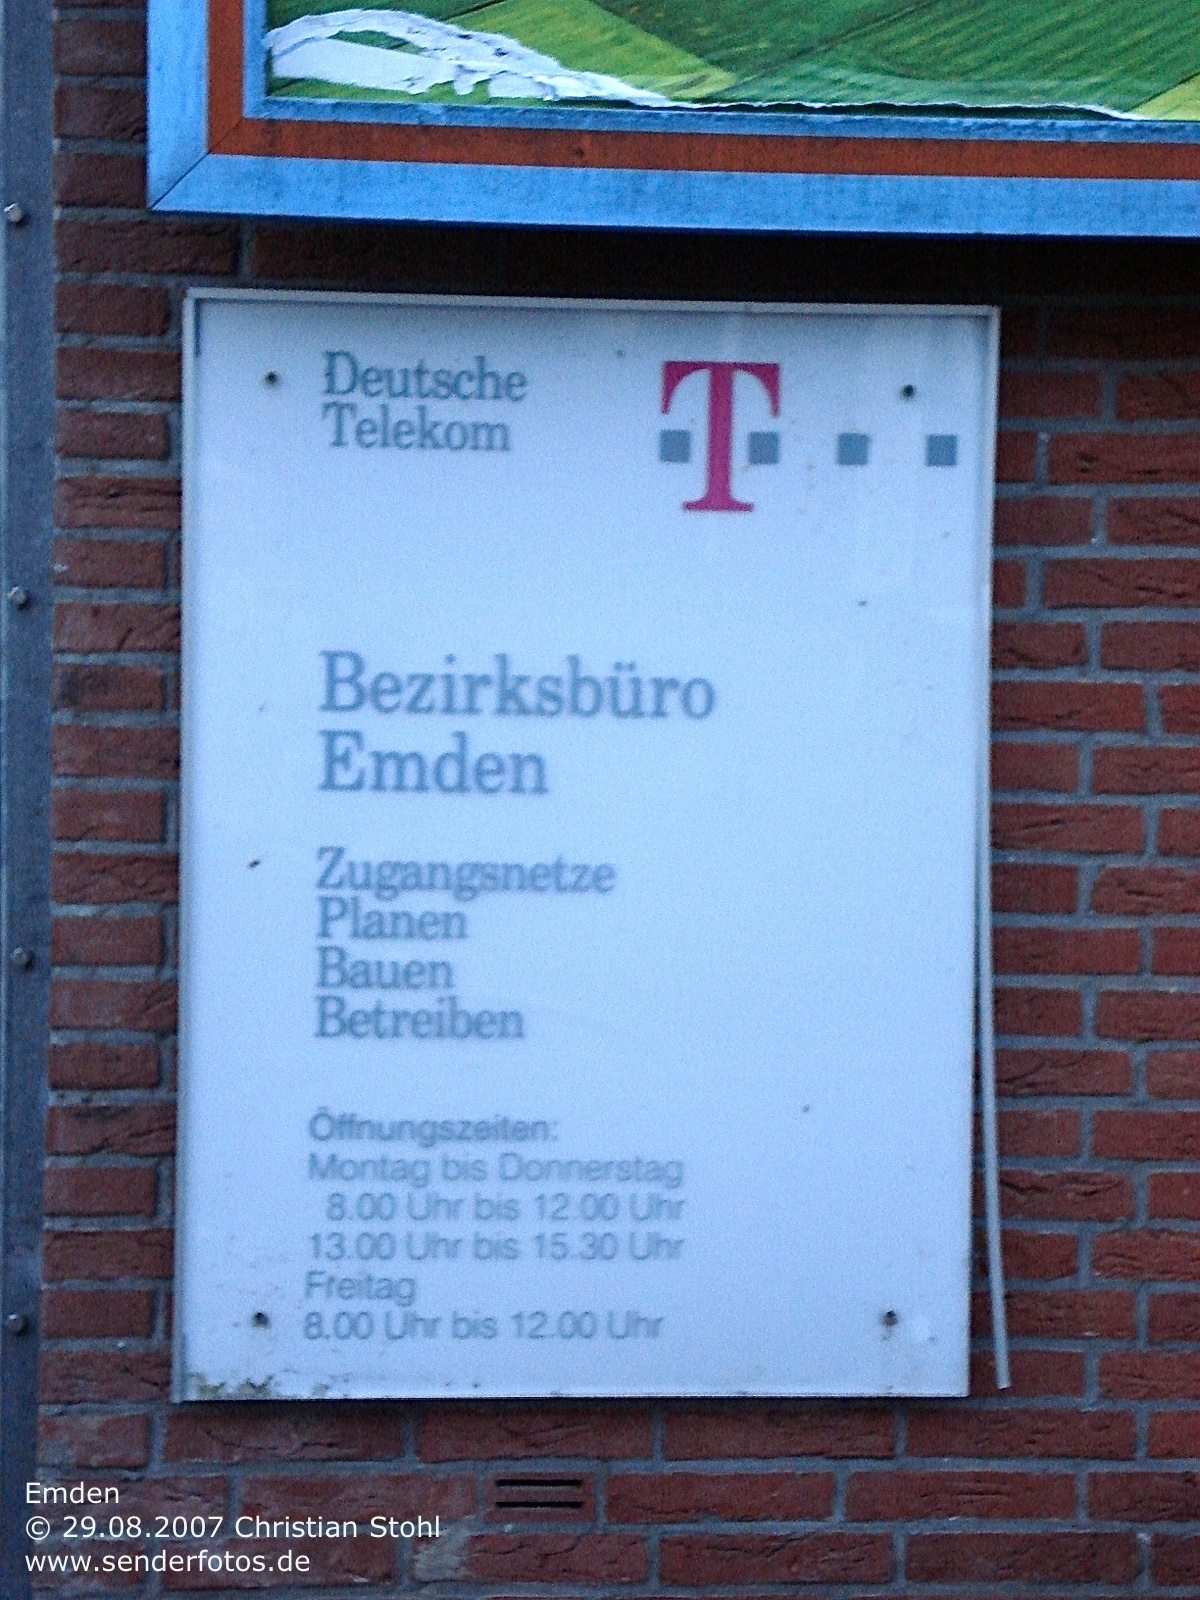 Deutsche
Telekom
T
Bezirksbüro
Emden
Zugangsnetze
Planen
Bauen
Betreiben
Öffnungszeiten:
Montag bis Donnerstag
8.00 Uhr bis 12.00 Uhr
13.00 Uhr bis 15.30 Uhr
Freitag
8.00 Uhr bis 12.00 Uhr
Emden
© 29.08.2007 Christian Stohl
www.senderfotos.de